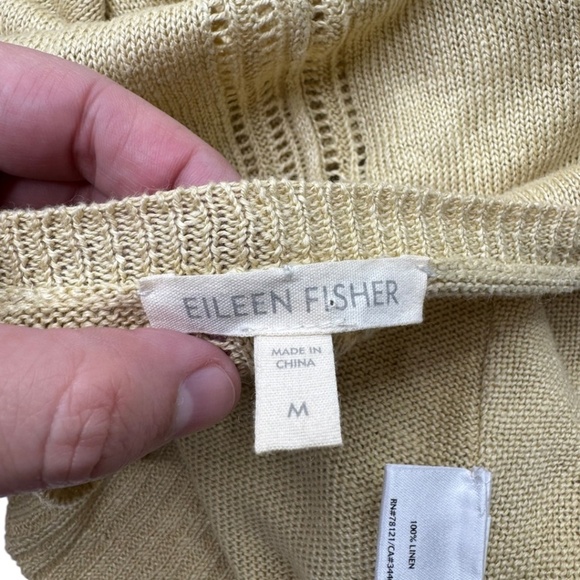 EILEEN FISHER
MADE IN
CHINA
M
100% LINEN